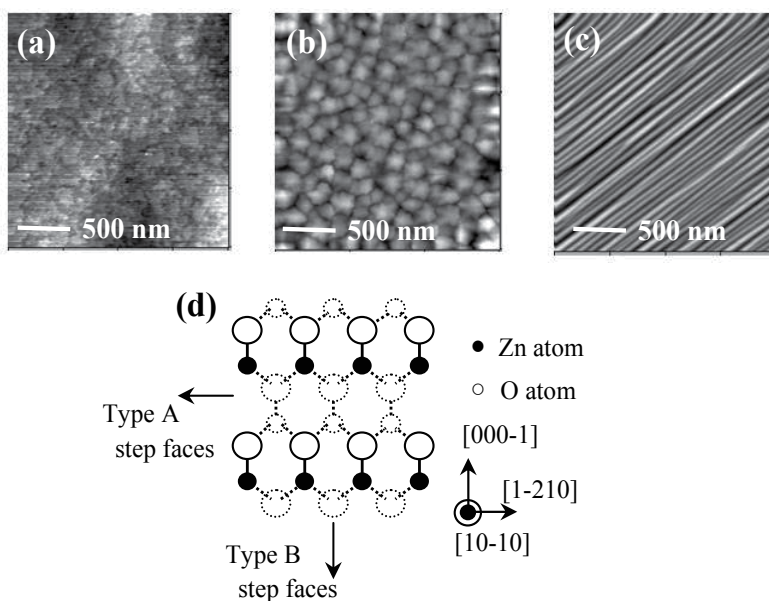 (a)
500 nm
(b)
500 nm
(c)
500 nm
(d)
Zn atom
O atom
Type A
step faces
[000-1]
[1-210]
[10-10]
Type B
step faces